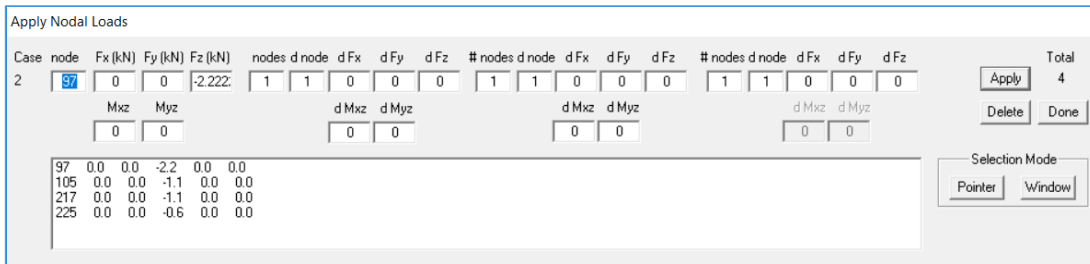 Apply Nodal Loads
Case node Fx (kN) Fy (kN) Fz (kN) nodes d node d Fx d Fy d Fz # nodes d node d Fx d Fy d Fz # nodes d node d Fx d Fy d Fz Total
2 97 0 0 -2.222: 1 1 0 0 0 1 1 0 0 0 1 1 0 0 0 Apply 4
Mxz Myz d Mxz d Myz d Mxz d Myz d Mxz d Myz Delete Done
0 0 0 0 0 0 0 0
97 0.0 0.0 -2.2 0.0 0.0
105 0.0 0.0 -1.1 0.0 0.0
217 0.0 0.0 -1.1 0.0 0.0
225 0.0 0.0 -0.6 0.0 0.0
Selection Mode
Pointer Window